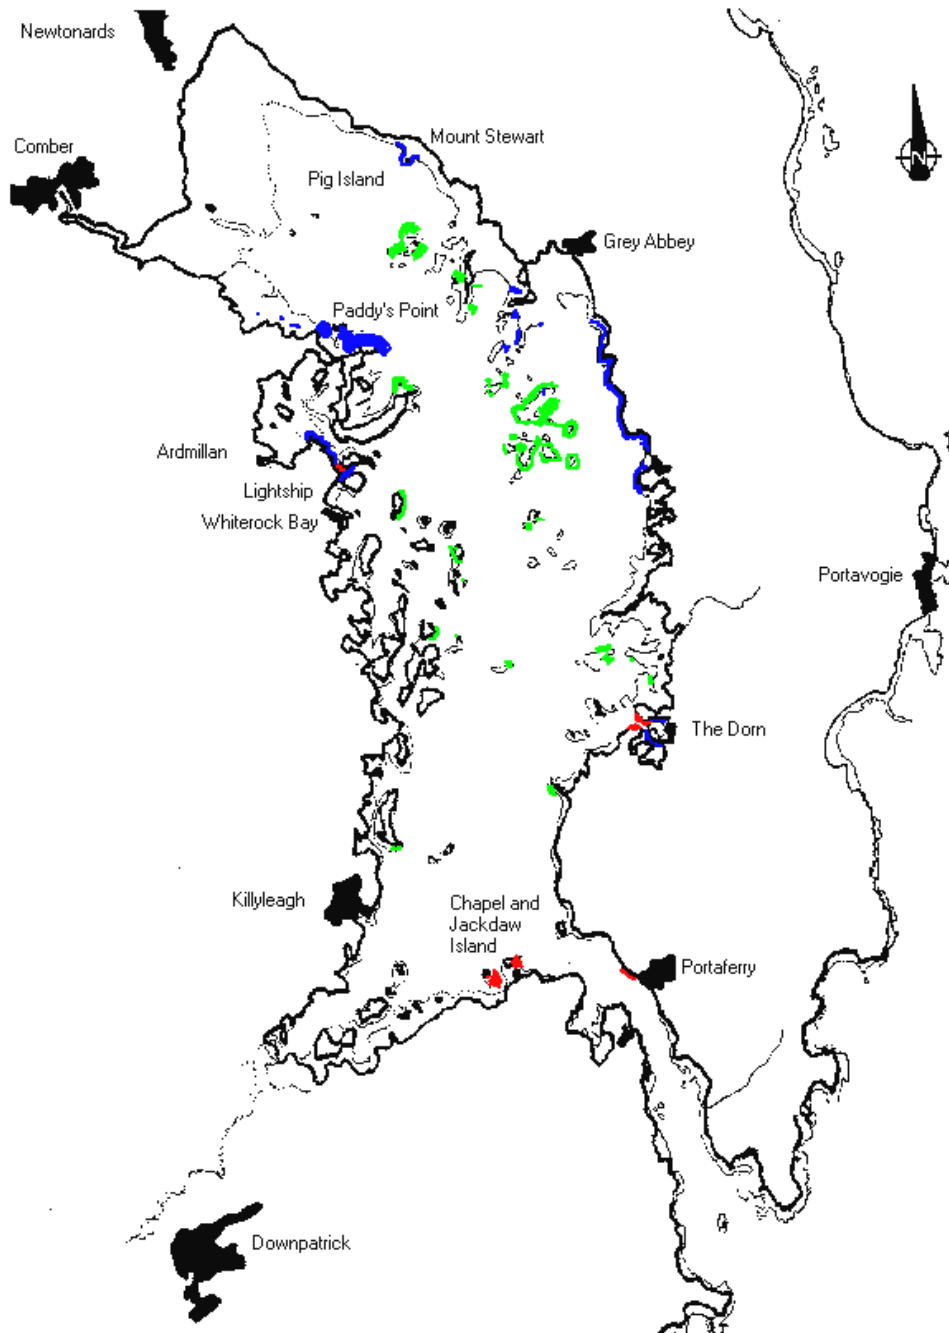 Newtonards
Mount Stewart
Comber
Pig Island
N
Grey Abbey
Paddy's Point
Ardmillan
Lightship
Whiterock Bay
Portavogie
The Dorn
Killyleagh
Chapel and
Jackdaw
Island
Portaferry
Downpatrick